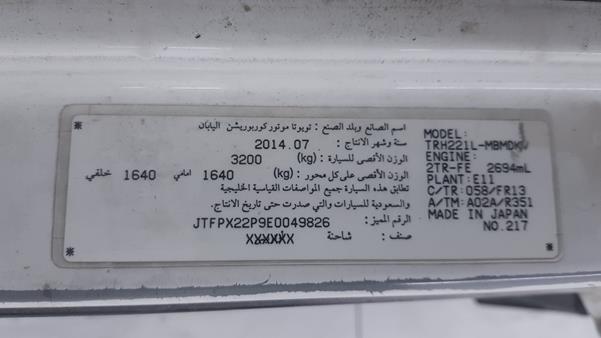 اسم الصانع وبلد الصنع : تويوتا موتور كوربوريشن اليابان
سنة وشهر الانتاج : 2014.07
الوزن الأقصى للسيارة : (kg) 3200
الوزن الأقصى على كل محور : (kg) 1640 امامي 1640 خلفي
تطابق هذه السيارة جميع المواصفات القياسية الخليجية
والسعودية للسيارات والتي صدرت حتى تاريخ الانتاج.
الرقم المميز : JTFPX22P9E0049826
صنف : شاحنة XXXXXX
MODEL:
TRH221L-MBMDKV
ENGINE:
2TR-FE 2694mL
PLANT: E11
C/TR: 058/FR13
A/TM: A02A/R351
MADE IN JAPAN
NO.217